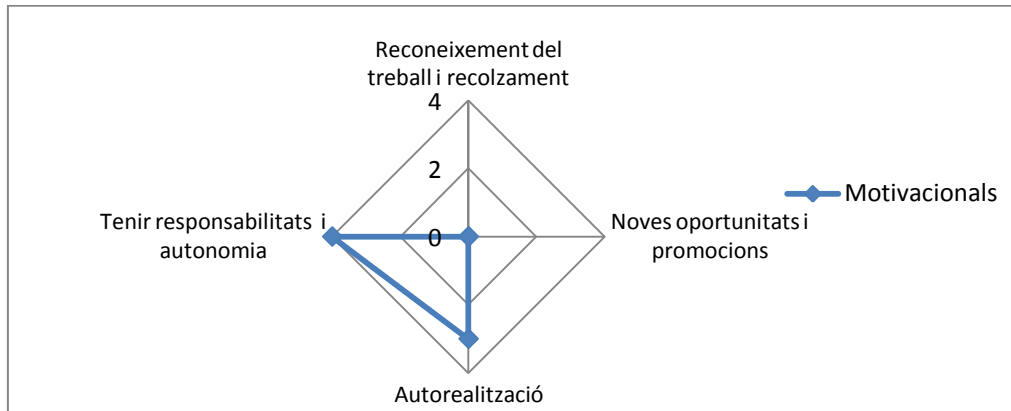 Reconeixement del
treball i recolzament
4
2
0
Tenir responsabilitats i
autonomia
Noves oportunitats i
promocions
Motivacionals
Autorealització